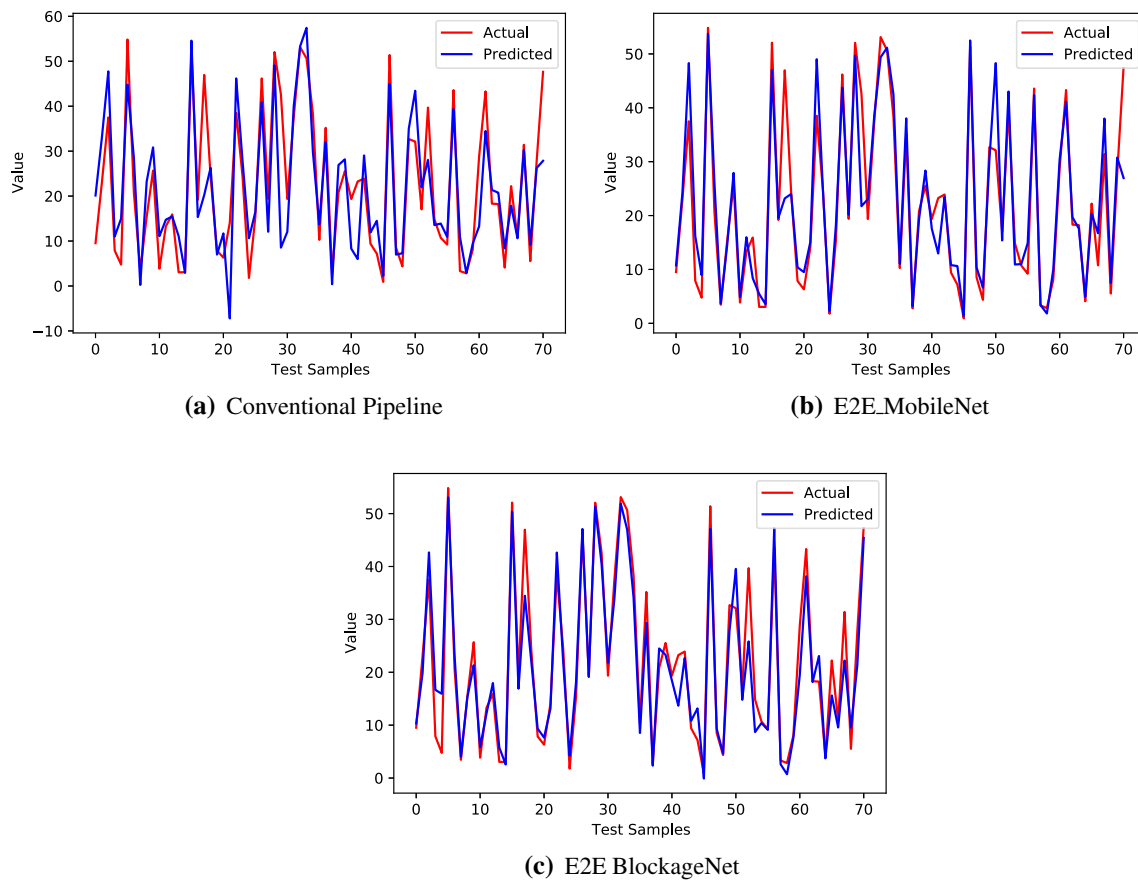 60
50
40
30
20
10
0
−10
Value
0 10 20 30 40 50 60 70
Test Samples
Actual
Predicted
(a) Conventional Pipeline
50
40
30
20
10
0
Value
0 10 20 30 40 50 60 70
Test Samples
Actual
Predicted
(b) E2E_MobileNet
50
40
30
20
10
0
Value
0 10 20 30 40 50 60 70
Test Samples
Actual
Predicted
(c) E2E BlockageNet